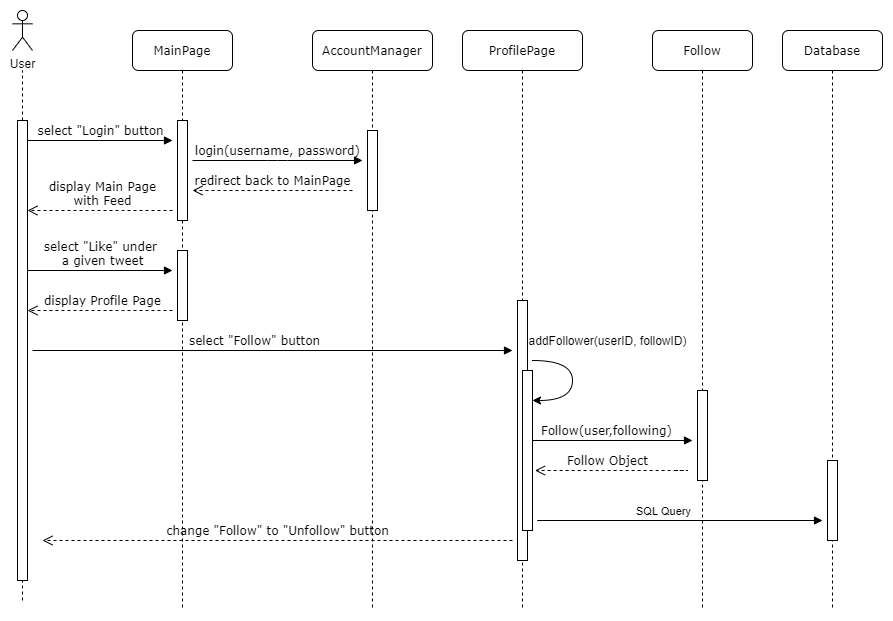 User
MainPage
AccountManager
ProfilePage
Follow
Database
select "Login" button
login(username, password)
redirect back to MainPage
display Main Page
with Feed
select "Like" under
a given tweet
display Profile Page
select "Follow" button
addFollower(userID, followID)
Follow(user,following)
Follow Object
SQL Query
change "Follow" to "Unfollow" button